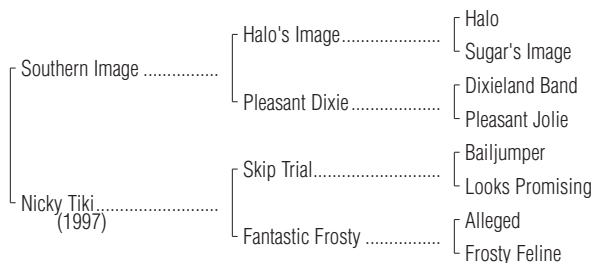 Halo
Halo's Image.....................
Sugar's Image
Southern Image ................
Dixieland Band
Pleasant Dixie...................
Pleasant Jolie
Bailjumper
Skip Trial...........................
Looks Promising
Nicky Tiki..........................
(1997)
Alleged
Fantastic Frosty ................
Frosty Feline